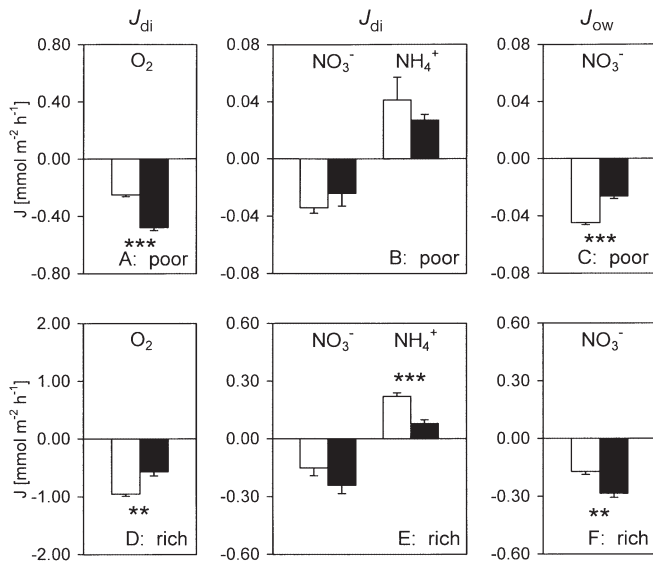 J_di J_di J_ow
O₂ NO₃⁻ NH₄⁺ NO₃⁻
0.80 0.08 0.08
0.40 0.04 0.04
0.00 0.00 0.00
-0.40 -0.04 -0.04
-0.80 -0.08 -0.08
J [mmol m⁻² h⁻¹]
*** ***
A: poor B: poor C: poor
O₂ NO₃⁻ NH₄⁺ NO₃⁻
2.00 0.60 0.60
1.00 0.30 0.30
0.00 0.00 0.00
-1.00 -0.30 -0.30
-2.00 -0.60 -0.60
J [mmol m⁻² h⁻¹]
***
** **
D: rich E: rich F: rich